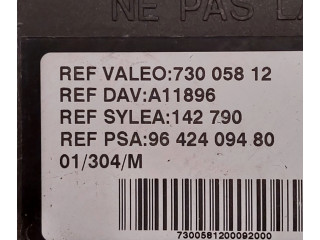 NE PAS LA
REF VALEO:730 058 12
REF DAV:A11896
REF SYLEA:142 790
REF PSA:96 424 094 80
01/304/M
7300581200092000